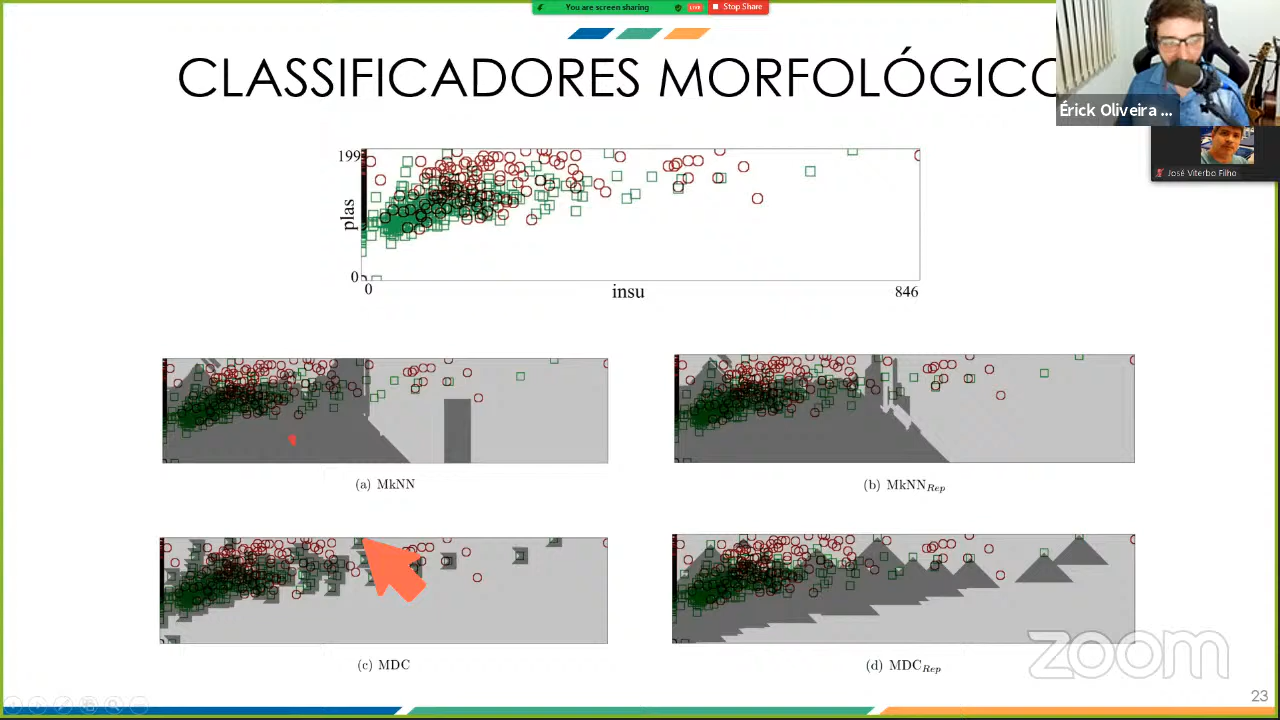 You are screen sharing
LIVE
Stop Share
CLASSIFICADORES MORFOLÓGICO
Érick Oliveira ...
José Viterbo Filho
199
plas
0
0
insu
846
(a) MkNN
(b) MkNN_Rep
(c) MDC
(d) MDC_Rep
zoom
23